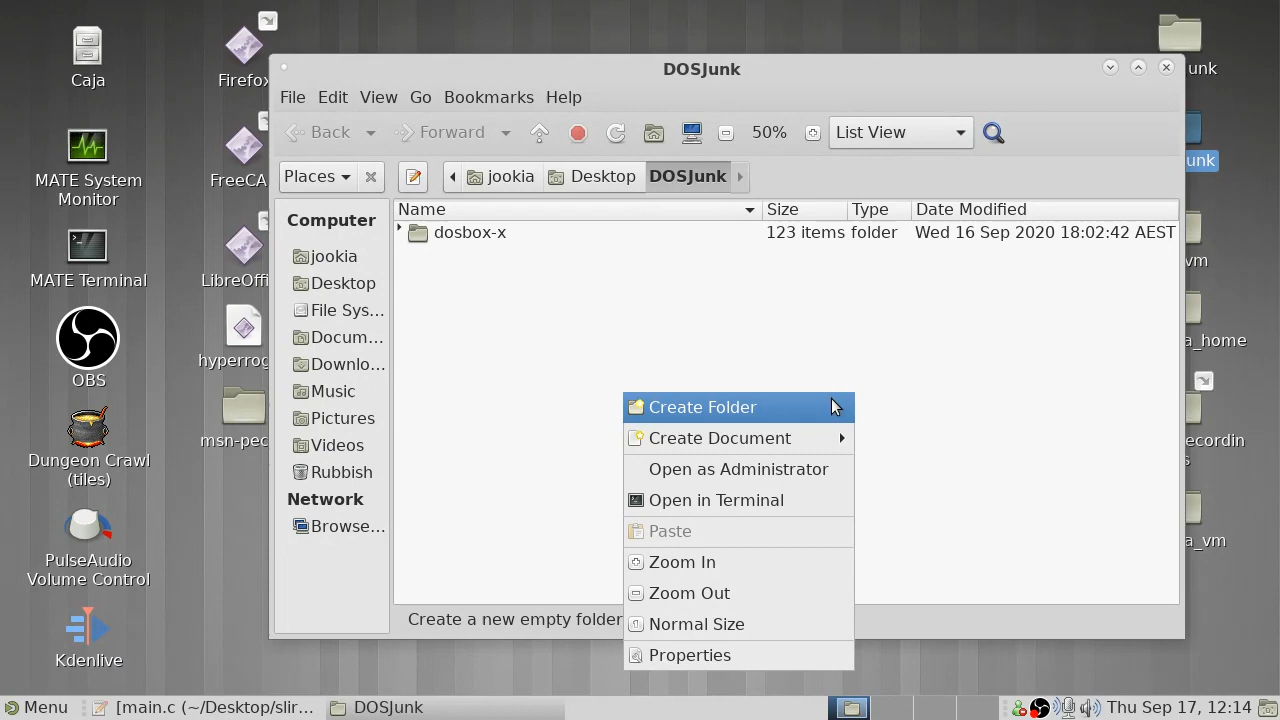 Caja
MATE System
Monitor
MATE Terminal
OBS
Dungeon Crawl
(tiles)
PulseAudio
Volume Control
Kdenlive
Firefox
FreeCA
LibreOffi
hyperrog
msn-pec
DOSJunk
File Edit View Go Bookmarks Help
Back Forward 50% List View
Places jookia Desktop DOSJunk
Computer
jookia
Desktop
File Sys...
Docum...
Downlo...
Music
Pictures
Videos
Rubbish
Network
Browse...
Name Size Type Date Modified
dosbox-x 123 items folder Wed 16 Sep 2020 18:02:42 AEST
Create Folder
Create Document
Open as Administrator
Open in Terminal
Paste
Zoom In
Zoom Out
Normal Size
Properties
Create a new empty folder
unk
unk
vm
a_home
ecordin
s
a_vm
Menu [main.c (~/Desktop/slir... DOSJunk Thu Sep 17, 12:14